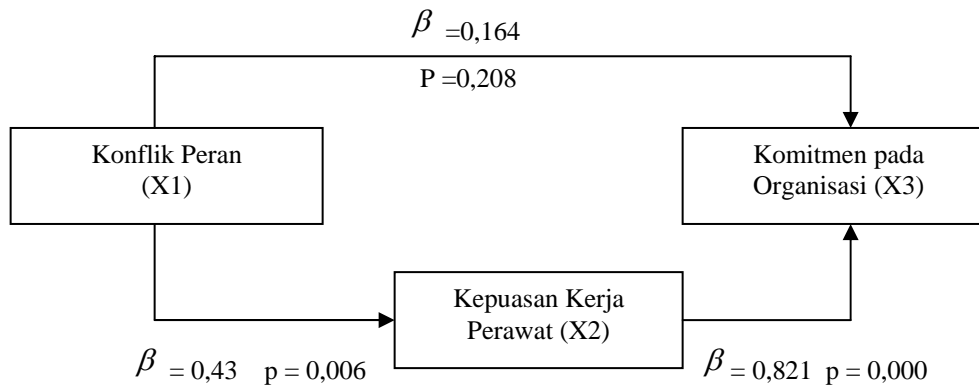 β =0,164
P =0,208
Konflik Peran
(X1)
Komitmen pada
Organisasi (X3)
Kepuasan Kerja
Perawat (X2)
β = 0,43 p = 0,006
β = 0,821 p = 0,000